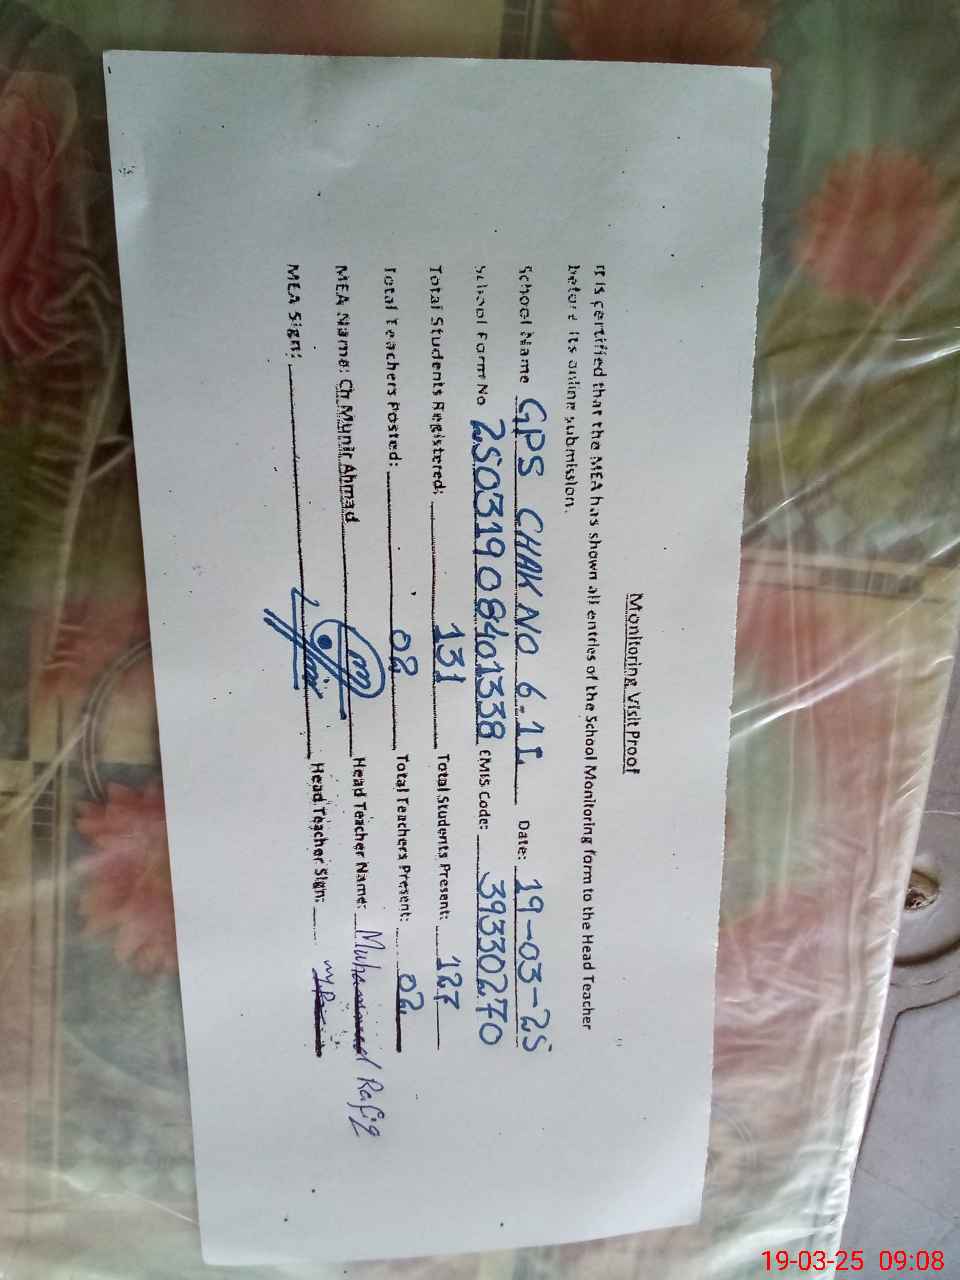 Monitoring Visit Proof
It is certified that the MEA has shown all entries of the School Monitoring form to the Head Teacher
before its online submission.
School Name GPS CHAK NO 6.1L Date: 19-03-25
School Form No 25031908401338 EMIS Code: 39330270
Total Students Registered: 131 Total Students Present: 127
Total Teachers Posted: 02 Total Teachers Present: 02
MEA Name: Ch Munir Ahmad Head Teacher Name: Muhammad Rafiq
MEA Sign: Head Teacher Sign:
19-03-25 09:08